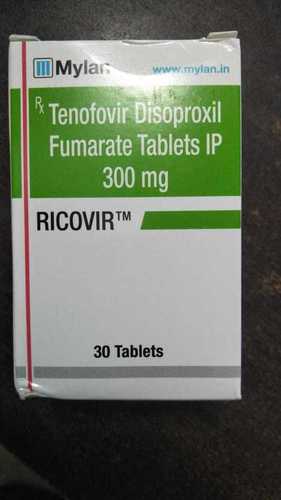 Mylan
www.mylan.in
Rx Tenofovir Disoproxil
Fumarate Tablets IP
300 mg
RICOVIR™
30 Tablets